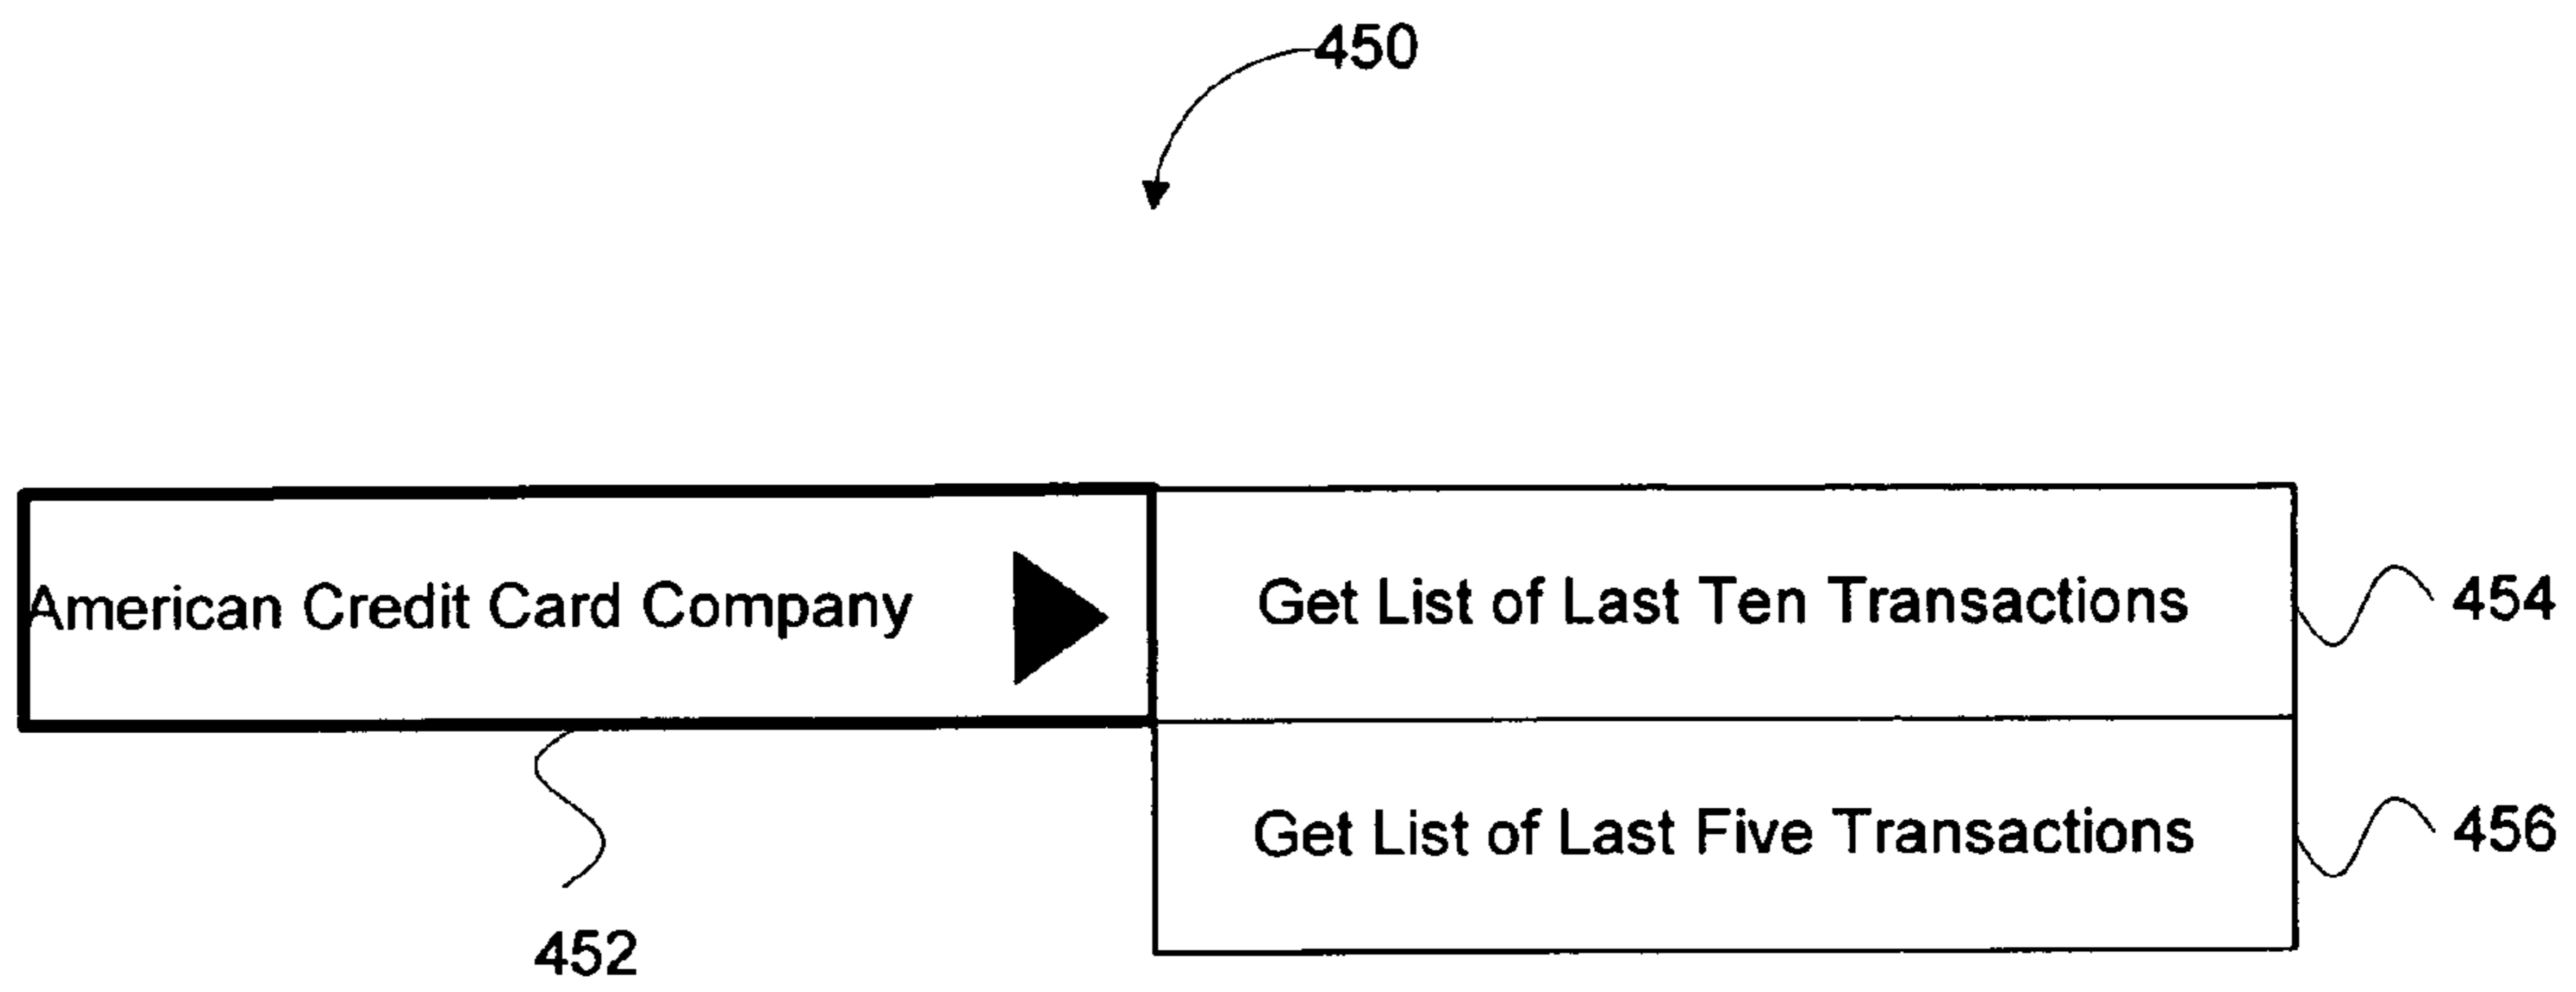 450
American Credit Card Company
Get List of Last Ten Transactions
454
Get List of Last Five Transactions
456
452